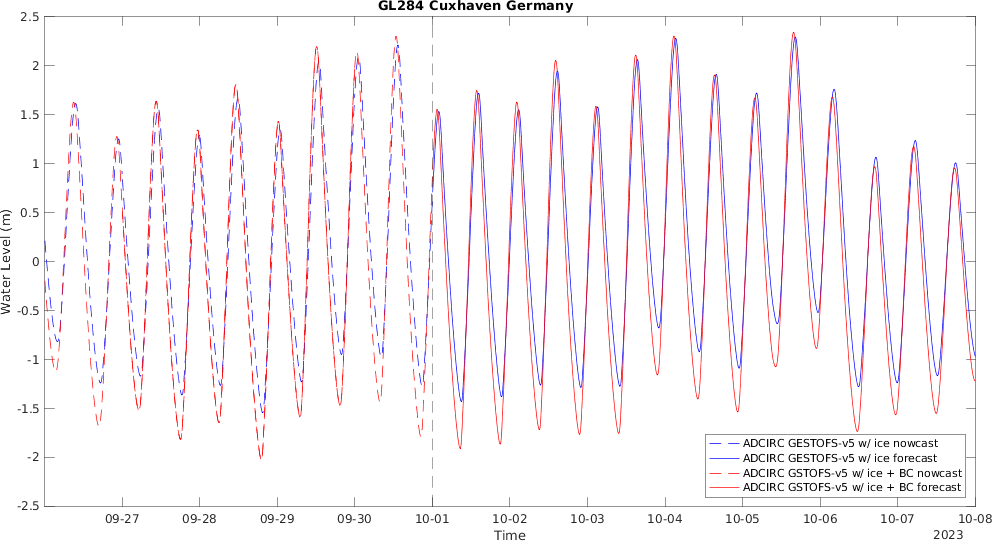 GL284 Cuxhaven Germany
2.5
2
1.5
1
0.5
0
-0.5
-1
-1.5
-2
-2.5
Water Level (m)
ADCIRC GESTOFS-v5 w/ ice nowcast
ADCIRC GESTOFS-v5 w/ ice forecast
ADCIRC GSTOFS-v5 w/ ice + BC nowcast
ADCIRC GSTOFS-v5 w/ ice + BC forecast
09-27 09-28 09-29 09-30 10-01 10-02 10-03 10-04 10-05 10-06 10-07 10-08
Time
2023